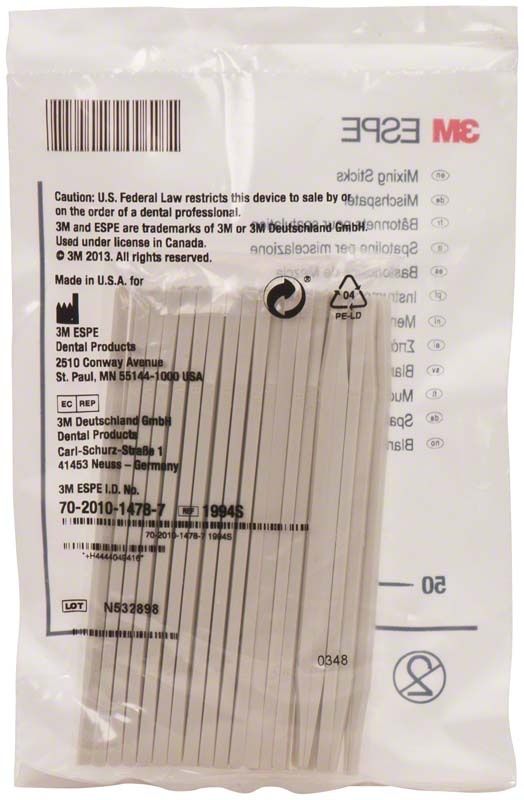 3M ESPE
Mixing Sticks
Mischspatel
Bâtonnets pour spatulation
Spatoline per miscelazione
Caution: U.S. Federal Law restricts this device to sale by or
on the order of a dental professional.
3M and ESPE are trademarks of 3M or 3M Deutschland GmbH.
Used under license in Canada.
© 3M 2013. All rights reserved.
Made in U.S.A. for
3M ESPE
Dental Products
2510 Conway Avenue
St. Paul, MN 55144-1000 USA
04
PE-LD
EC REP
3M Deutschland GmbH
Dental Products
Carl-Schurz-Straße 1
41453 Neuss – Germany
3M ESPE I.D. No.
70-2010-1478-7 REF 1994S
70-2010-1478-7 1994S
LOT N532898
50
0348
2